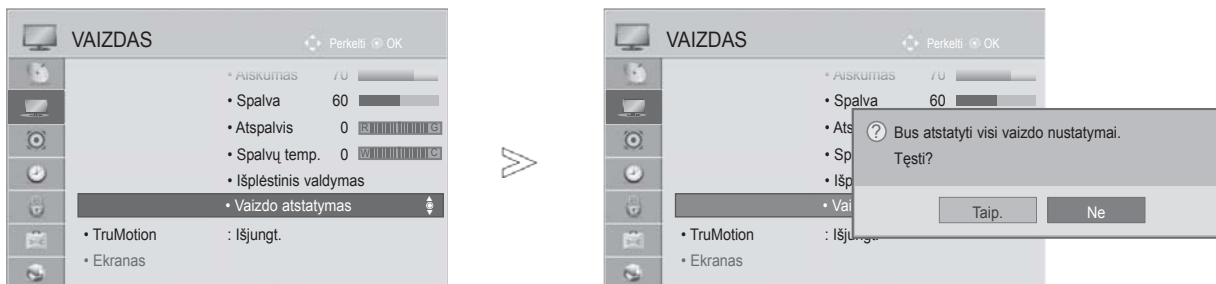 VAIZDAS
Perkelti OK
• Aiškumas 70
• Spalva 60
• Atspalvis 0 R G
• Spalvų temp. 0 W C
• Išplėstinis valdymas
• Vaizdo atstatymas
• TruMotion : Išjungt.
• Ekranas
VAIZDAS
Perkelti OK
• Aiškumas 70
• Spalva 60
• Ats
• Sp
• Išp
• Vai
• TruMotion : Išjungt.
• Ekranas
? Bus atstatyti visi vaizdo nustatymai.
Tęsti?
Taip. Ne